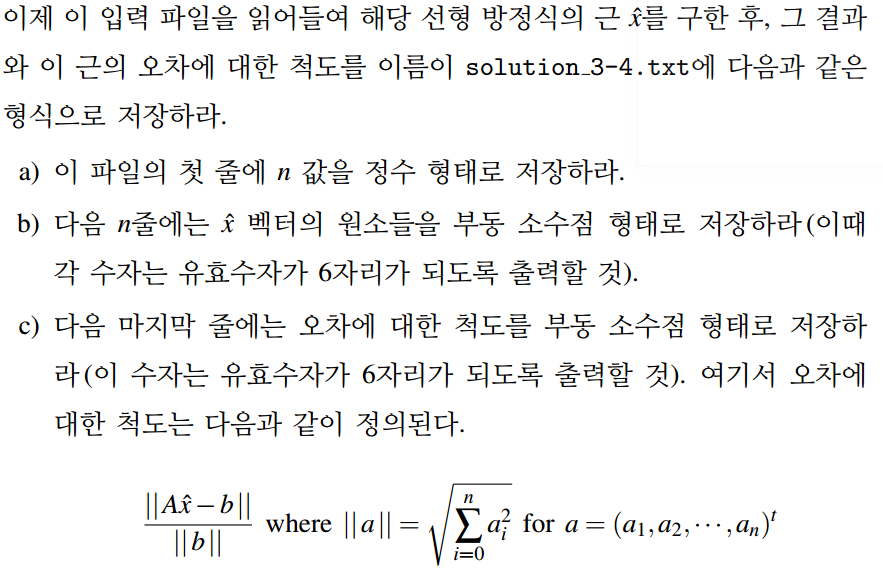 이제 이 입력 파일을 읽어들여 해당 선형 방정식의 근 x̂를 구한 후, 그 결과
와 이 근의 오차에 대한 척도를 이름이 solution_3-4.txt에 다음과 같은
형식으로 저장하라.
a) 이 파일의 첫 줄에 n 값을 정수 형태로 저장하라.
b) 다음 n줄에는 x̂ 벡터의 원소들을 부동 소수점 형태로 저장하라(이때
각 수자는 유효수자가 6자리가 되도록 출력할 것).
c) 다음 마지막 줄에는 오차에 대한 척도를 부동 소수점 형태로 저장하
라(이 수자는 유효수자가 6자리가 되도록 출력할 것). 여기서 오차에
대한 척도는 다음과 같이 정의된다.
||Ax̂ − b|| / ||b|| where ||a|| = √(∑_{i=0}^{n} a_i^2) for a = (a_1, a_2, ⋯, a_n)^t